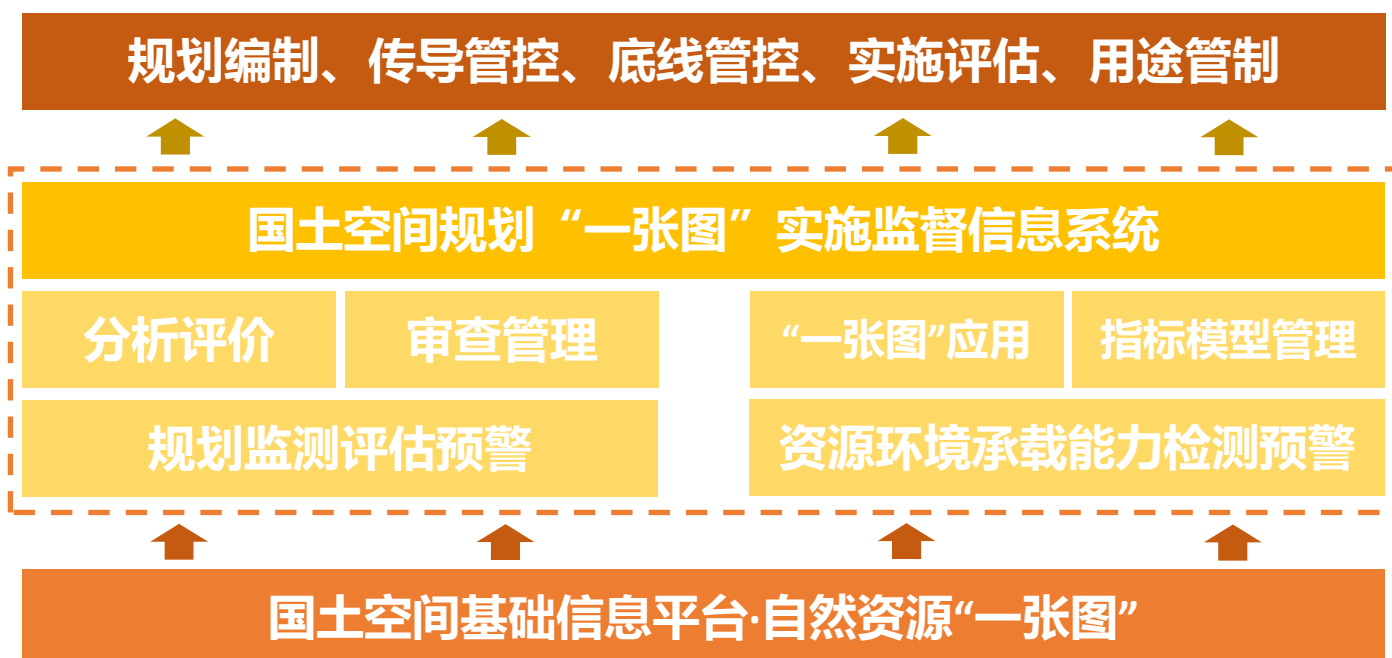 规划编制、传导管控、底线管控、实施评估、用途管制
国土空间规划“一张图”实施监督信息系统
分析评价
审查管理
“一张图”应用
指标模型管理
规划监测评估预警
资源环境承载能力检测预警
国土空间基础信息平台·自然资源“一张图”